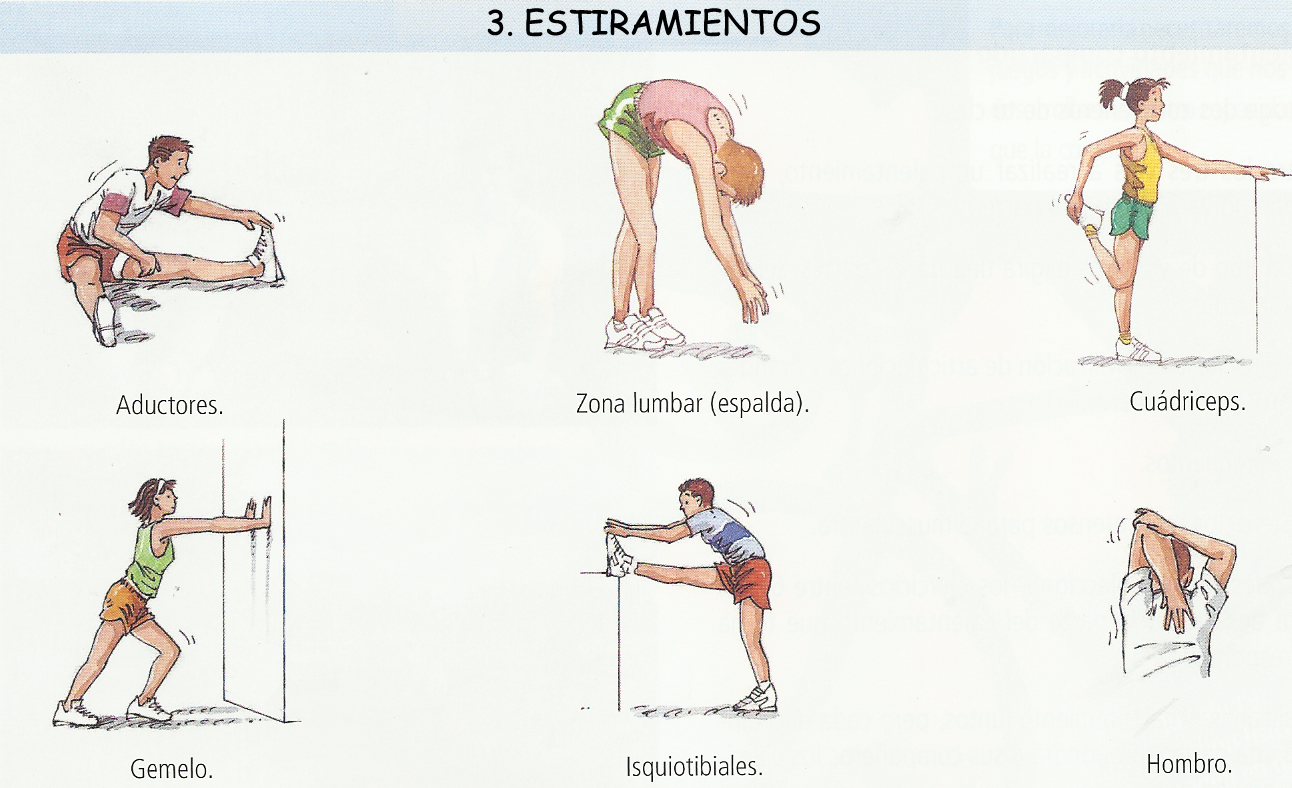 3. ESTIRAMIENTOS
Aductores.
Zona lumbar (espalda).
Cuádriceps.
Gemelo.
Isquiotibiales.
Hombro.